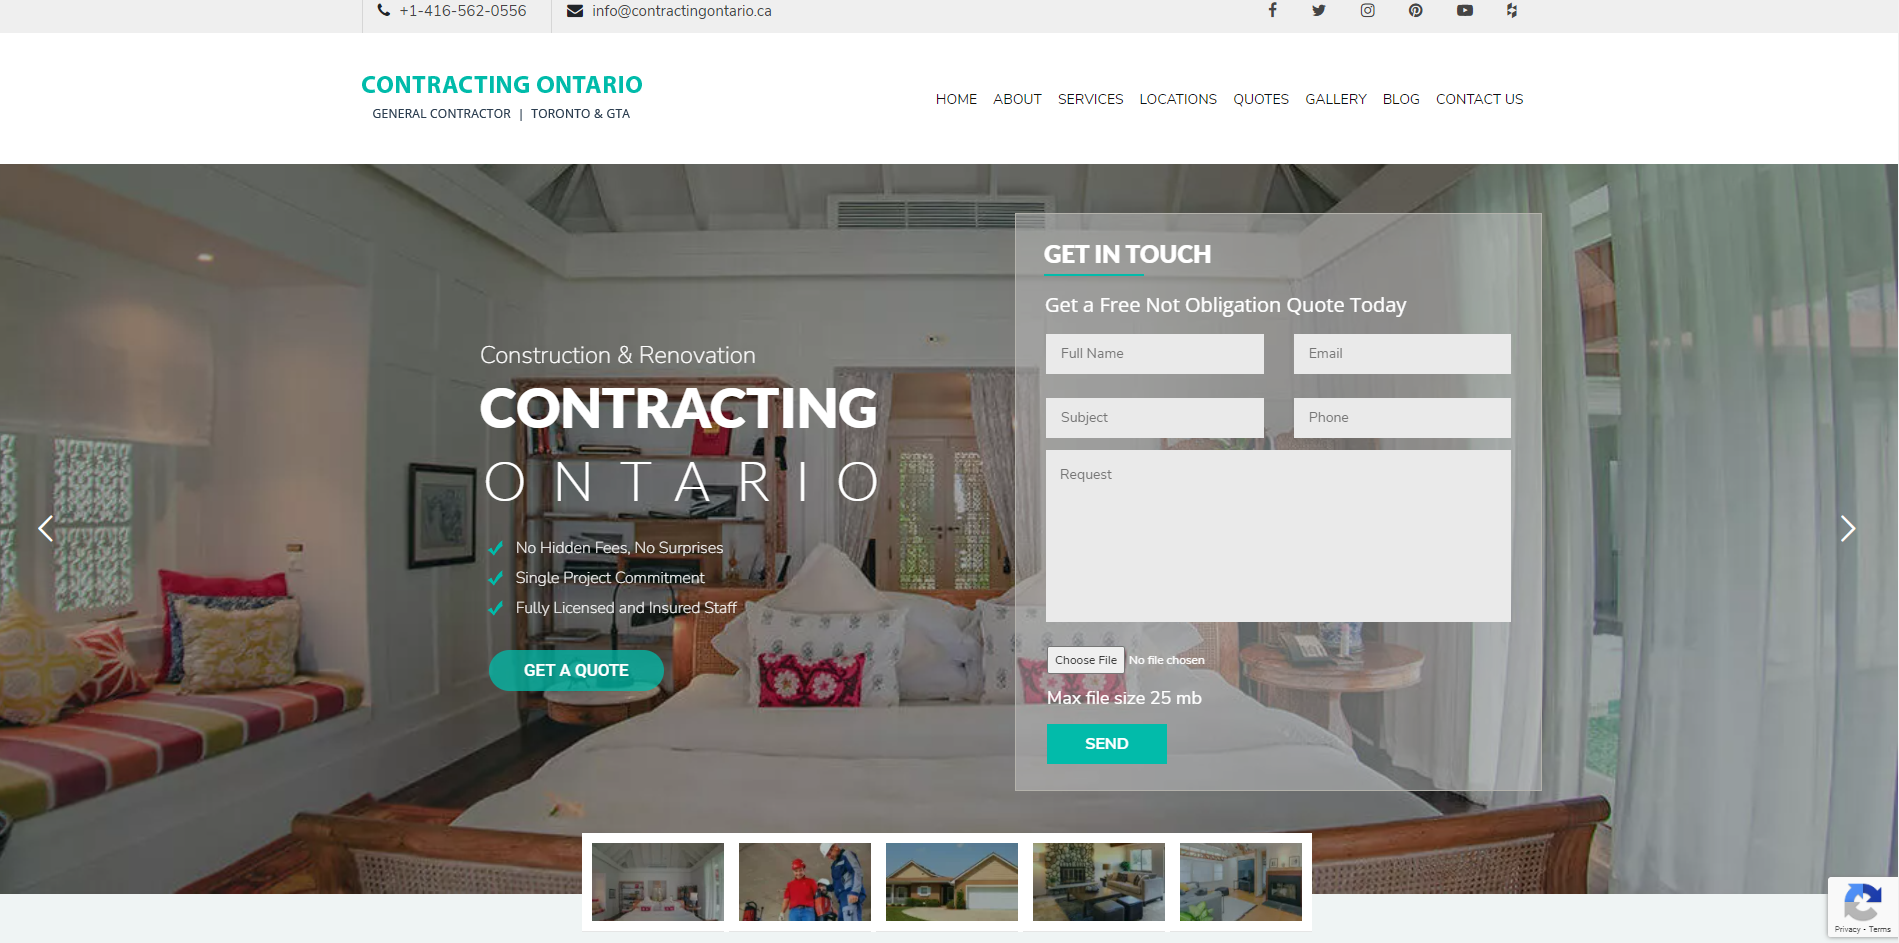 +1-416-562-0556
info@contractingontario.ca
CONTRACTING ONTARIO
GENERAL CONTRACTOR | TORONTO & GTA
HOME ABOUT SERVICES LOCATIONS QUOTES GALLERY BLOG CONTACT US
Construction & Renovation
CONTRACTING
ONTARIO
No Hidden Fees, No Surprises
Single Project Commitment
Fully Licensed and Insured Staff
GET A QUOTE
GET IN TOUCH
Get a Free Not Obligation Quote Today
Full Name
Email
Subject
Phone
Request
Choose File No file chosen
Max file size 25 mb
SEND
Privacy - Terms